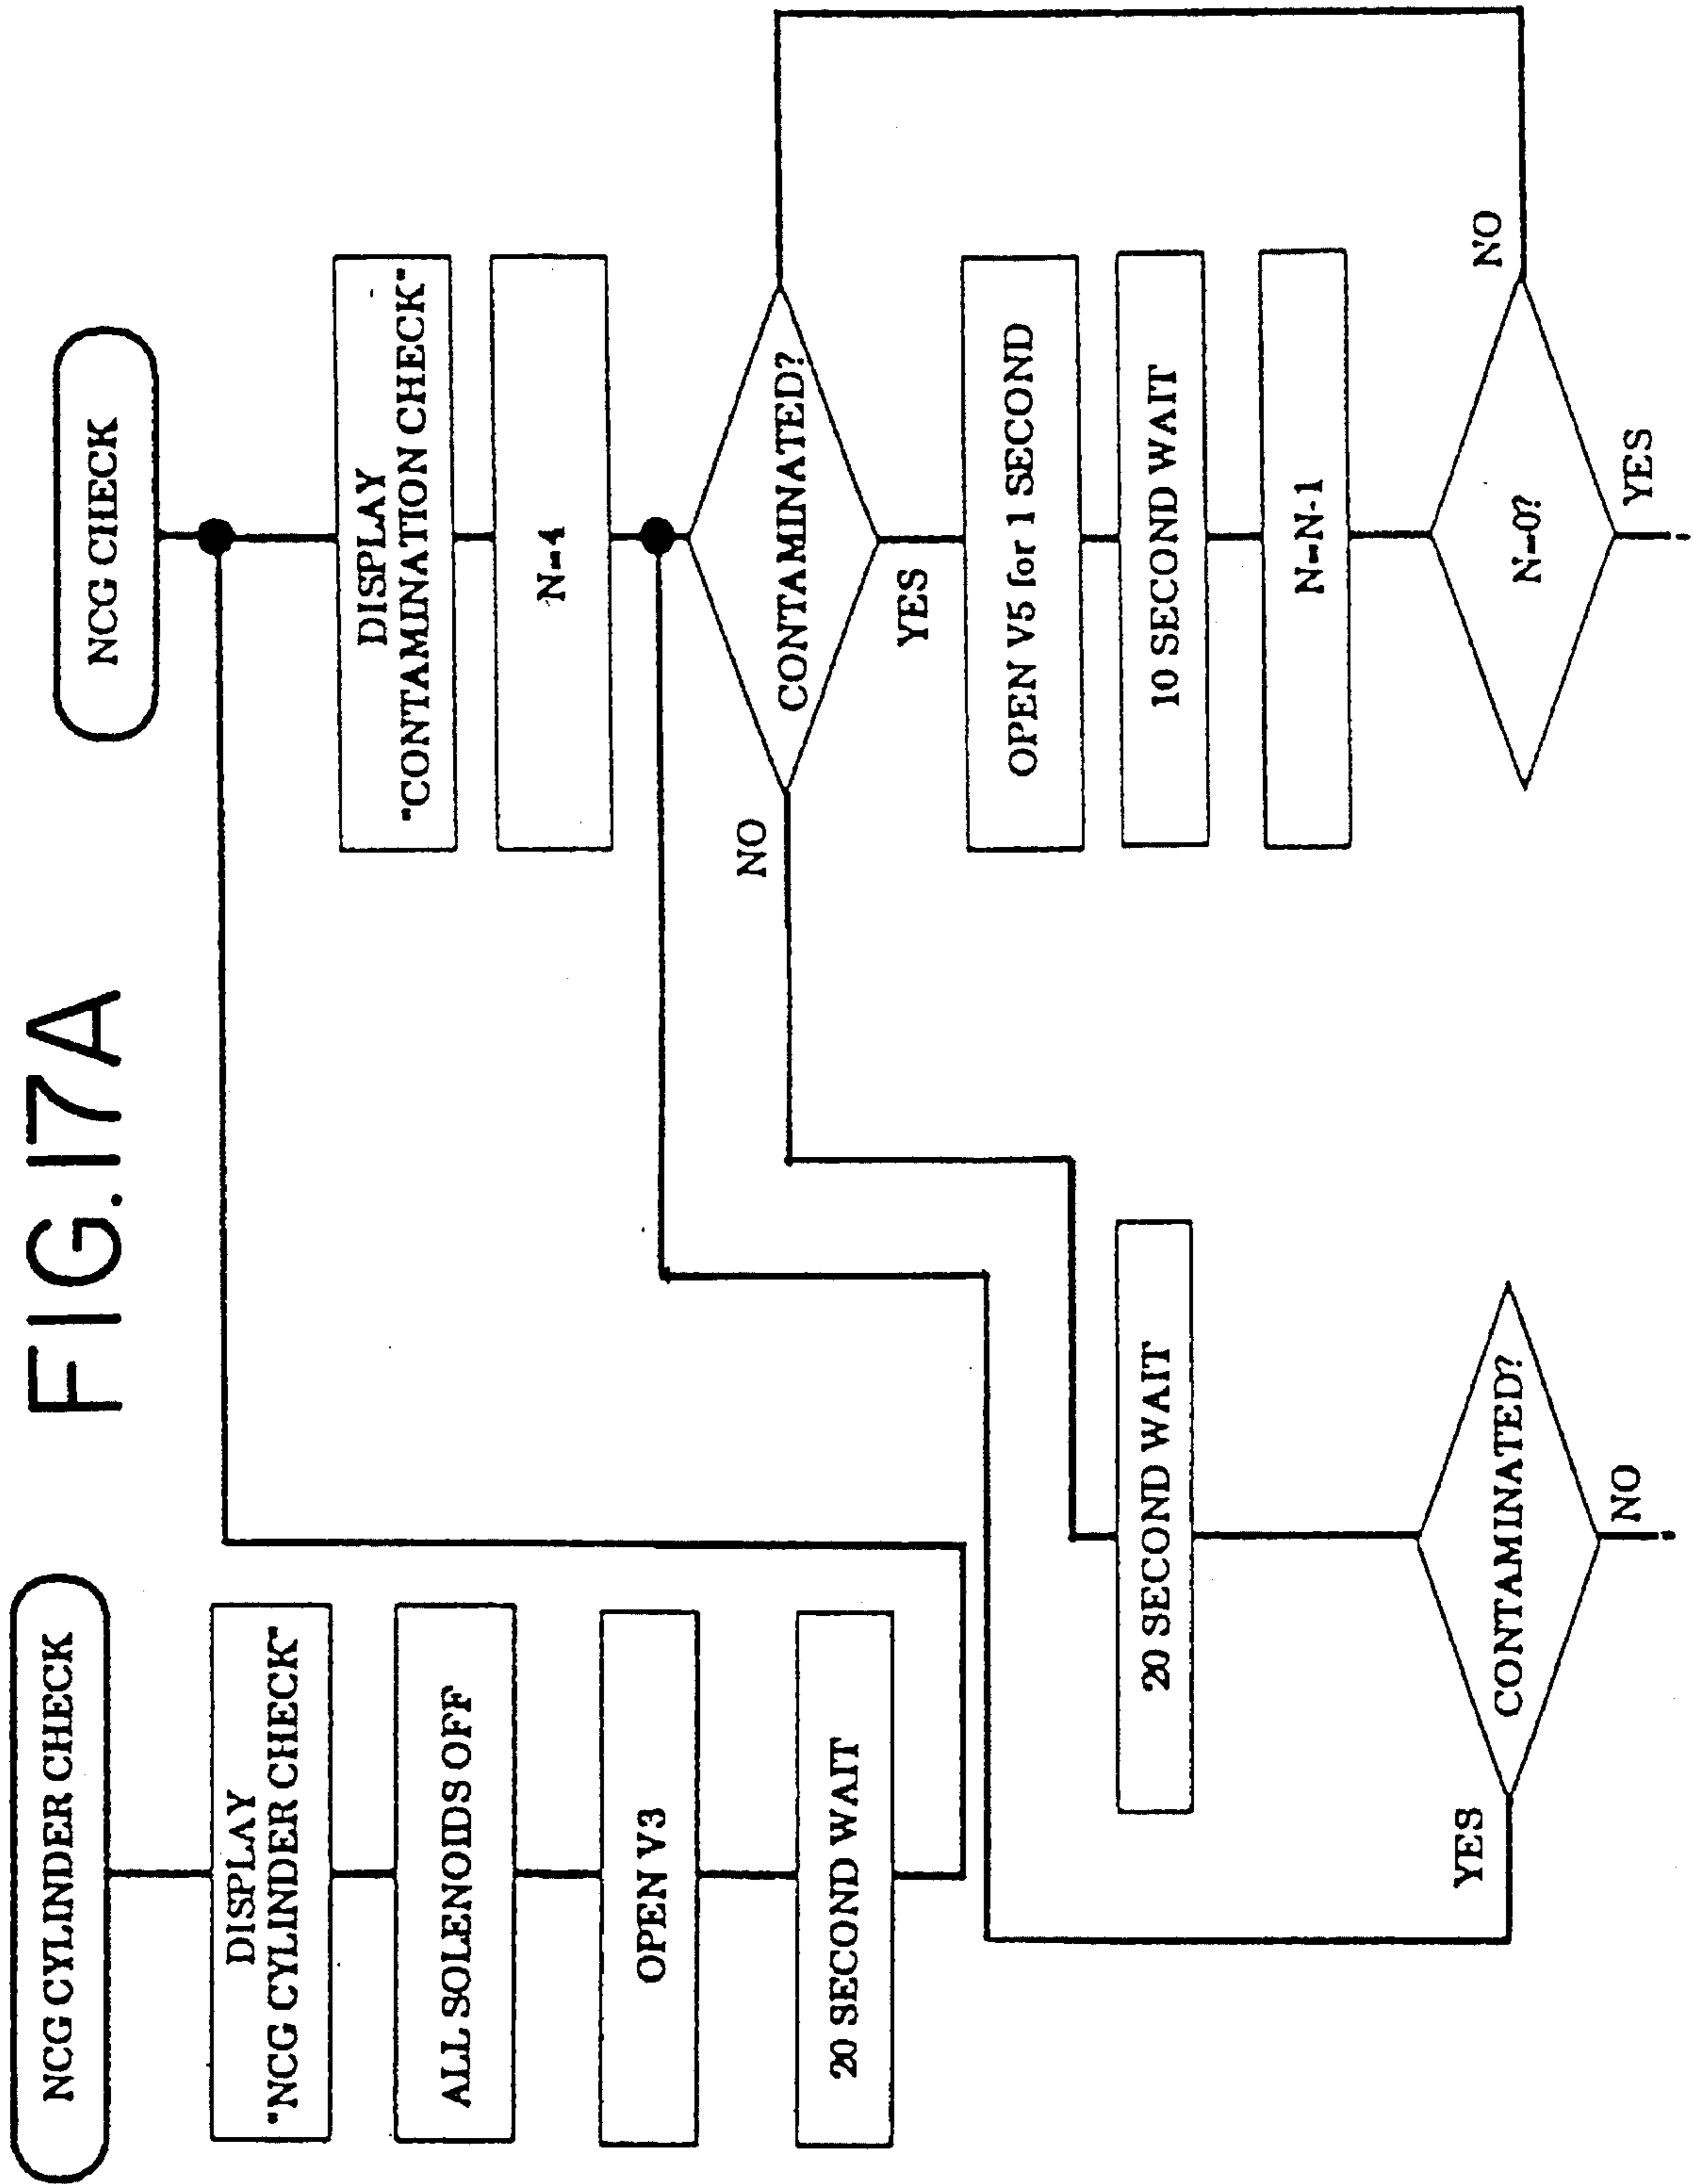 FIG.17A
NCG CYLINDER CHECK
DISPLAY
"NCG CYLINDER CHECK"
ALL SOLENOIDS OFF
OPEN V3
20 SECOND WAIT
NCG CHECK
DISPLAY
"CONTAMINATION CHECK"
N=4
CONTAMINATED?
NO
YES
OPEN V5 for 1 SECOND
10 SECOND WAIT
N=N-1
N=0?
NO
YES
20 SECOND WAIT
CONTAMINATED?
YES
NO